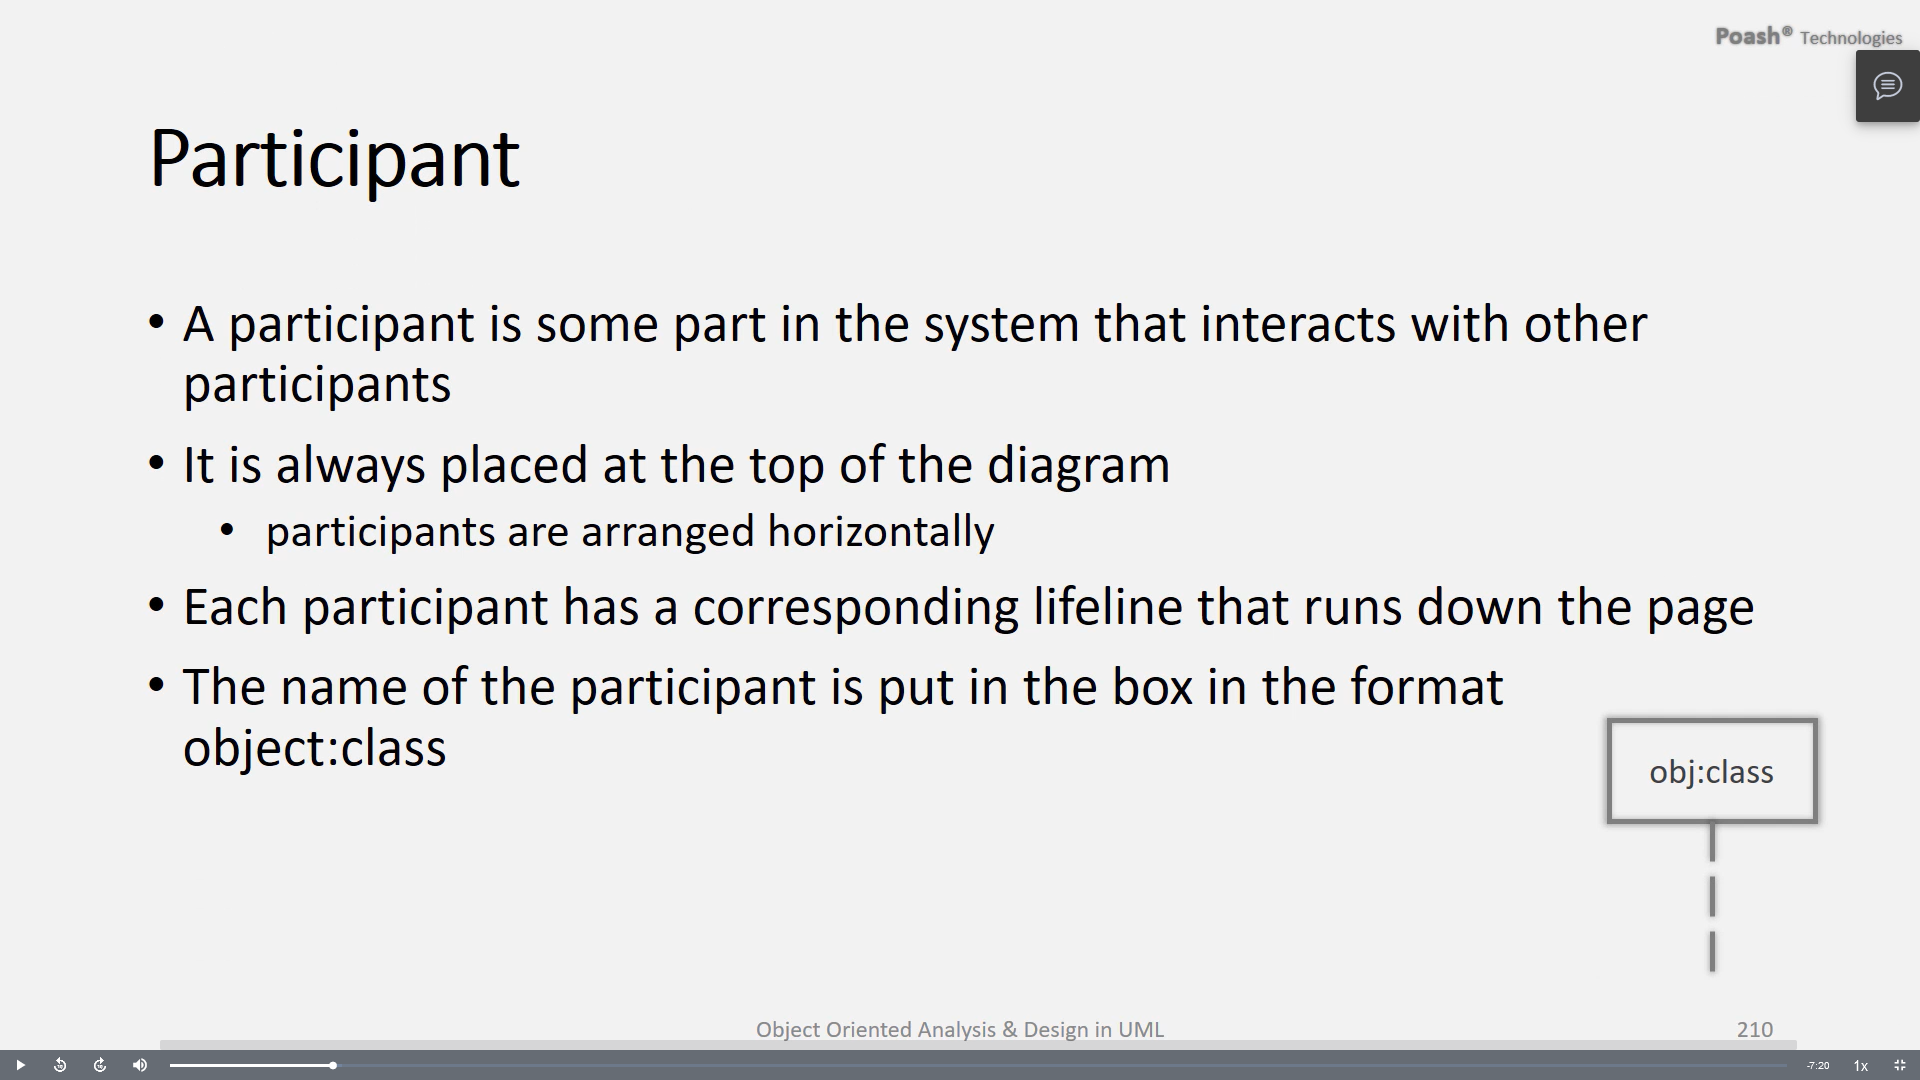 Poash® Technologies
Participant
• A participant is some part in the system that interacts with other
participants
• It is always placed at the top of the diagram
• participants are arranged horizontally
• Each participant has a corresponding lifeline that runs down the page
• The name of the participant is put in the box in the format
object:class
obj:class
Object Oriented Analysis & Design in UML
210
-7:20
1x